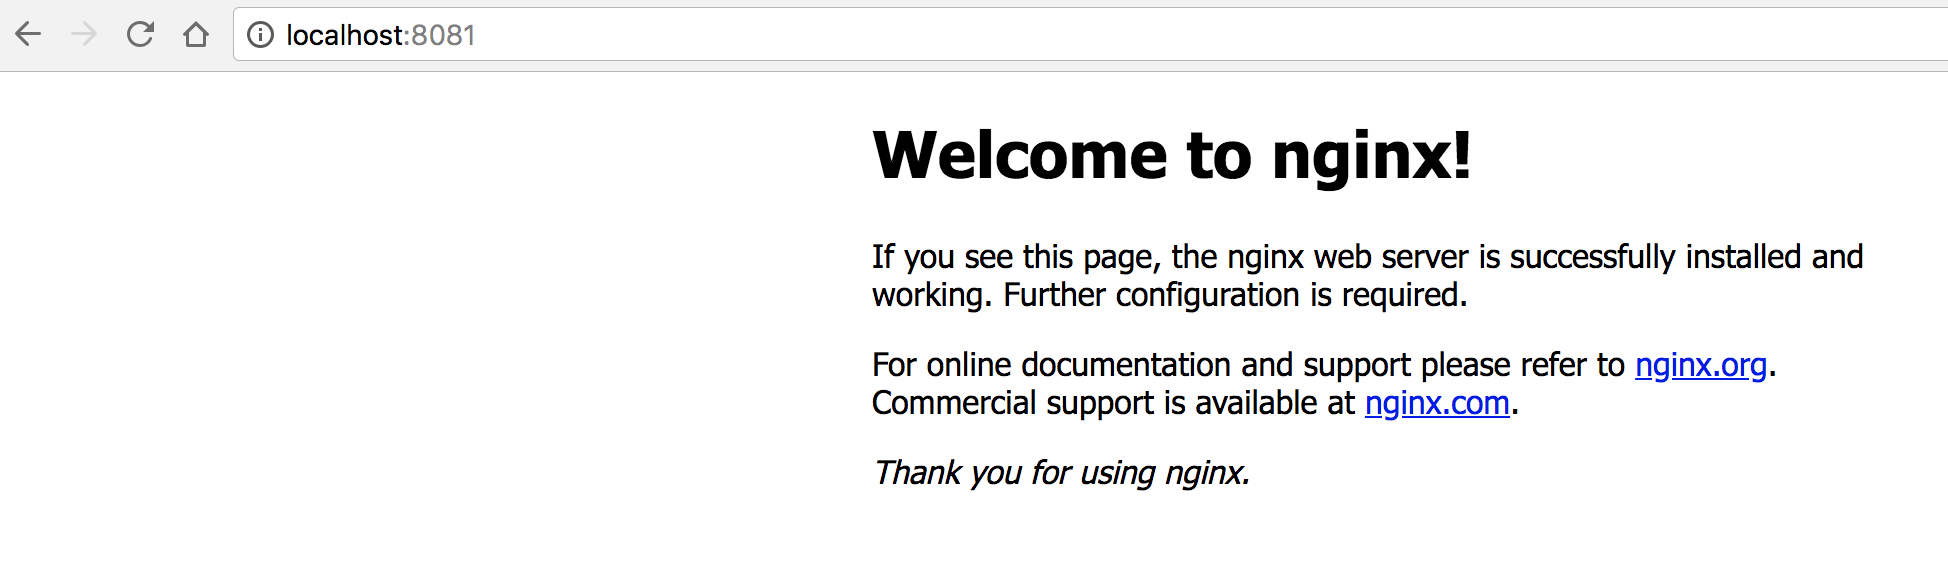 localhost:8081
Welcome to nginx!
If you see this page, the nginx web server is successfully installed and
working. Further configuration is required.
For online documentation and support please refer to nginx.org.
Commercial support is available at nginx.com.
Thank you for using nginx.